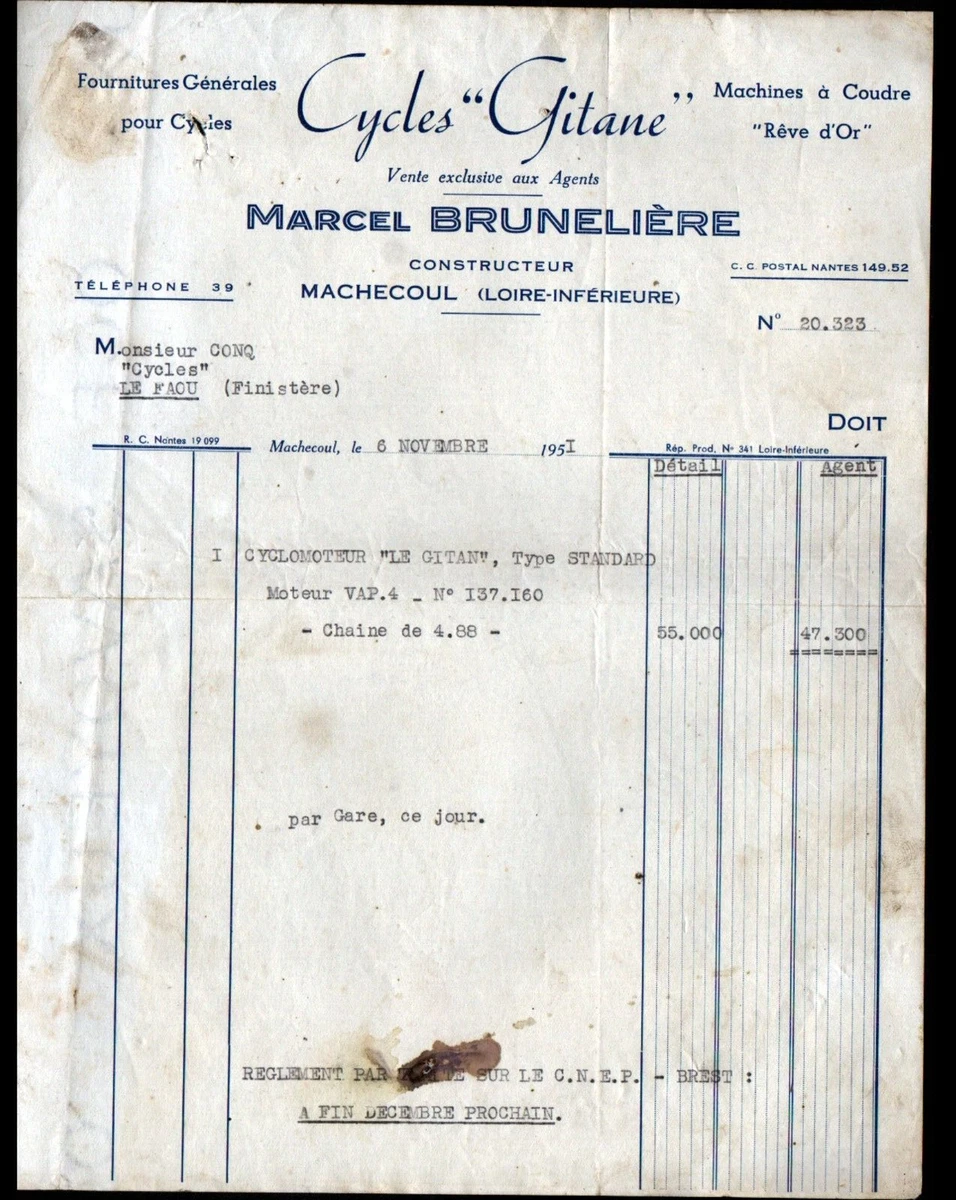 Fournitures Générales
pour Cycles
Cycles "Gitane"
Machines à Coudre
"Rêve d'Or"
Vente exclusive aux Agents
MARCEL BRUNELIÈRE
CONSTRUCTEUR
MACHECOUL (LOIRE-INFÉRIEURE)
TÉLÉPHONE 39
C. C. POSTAL NANTES 149.52
N° 20.323
M.onsieur CONQ
"Cycles"
LE FAOU (Finistère)
DOIT
R. C. Nantes 19 099
Machecoul, le 6 NOVEMBRE 195I
Rép. Prod. N° 341 Loire-Inférieure
Détail Agent
I CYCLOMOTEUR "LE GITAN", Type STANDARD
Moteur VAP.4 _ N° I37.I60
- Chaine de 4.88 - 55.000 47.300
========
par Gare, ce jour.
REGLEMENT PAR SUR LE C.N.E.P. - BREST :
A FIN DECEMBRE PROCHAIN.